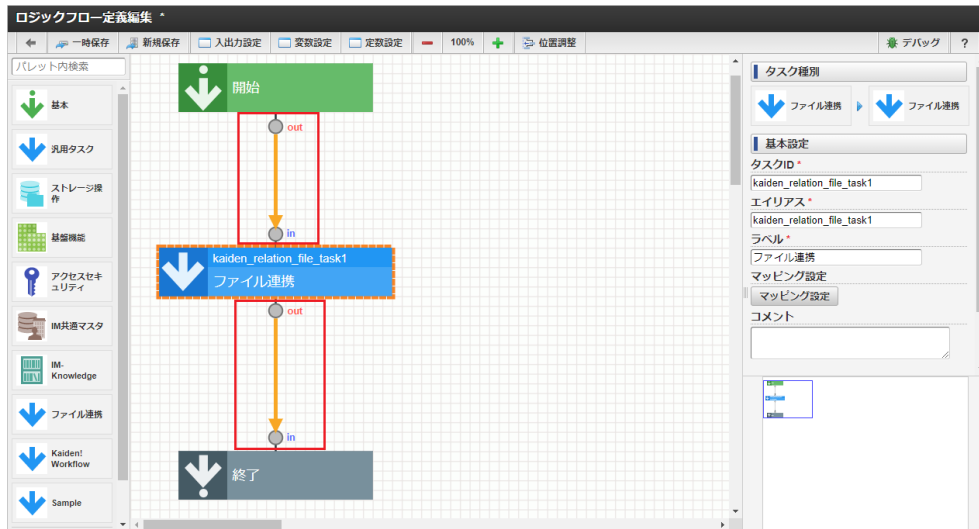 ロジックフロー定義編集 *
一時保存 新規保存 入出力設定 変数設定 定数設定 100% 位置調整 デバッグ ?
パレット内検索
基本
汎用タスク
ストレージ操
作
基盤機能
アクセスセキ
ュリティ
IM共通マスタ
IM-
Knowledge
ファイル連携
Kaiden!
Workflow
Sample
開始
out
in
kaiden_relation_file_task1
ファイル連携
out
in
終了
タスク種別
ファイル連携 ファイル連携
基本設定
タスクID *
kaiden_relation_file_task1
エイリアス *
kaiden_relation_file_task1
ラベル *
ファイル連携
マッピング設定
マッピング設定
コメント